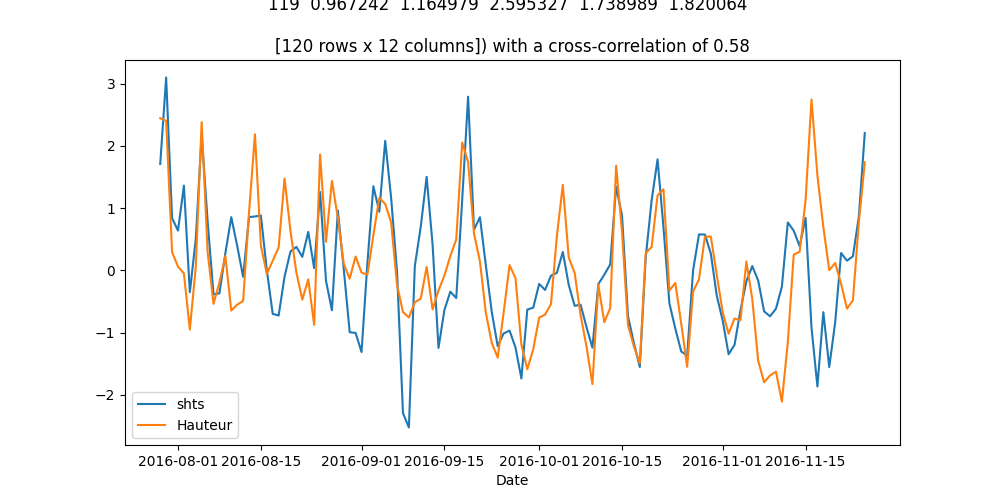 119 0.967242 1.164979 2.595327 1.738989 1.820064
[120 rows x 12 columns]) with a cross-correlation of 0.58
3
2
1
0
−1
−2
shts
Hauteur
2016-08-01 2016-08-15 2016-09-01 2016-09-15 2016-10-01 2016-10-15 2016-11-01 2016-11-15
Date